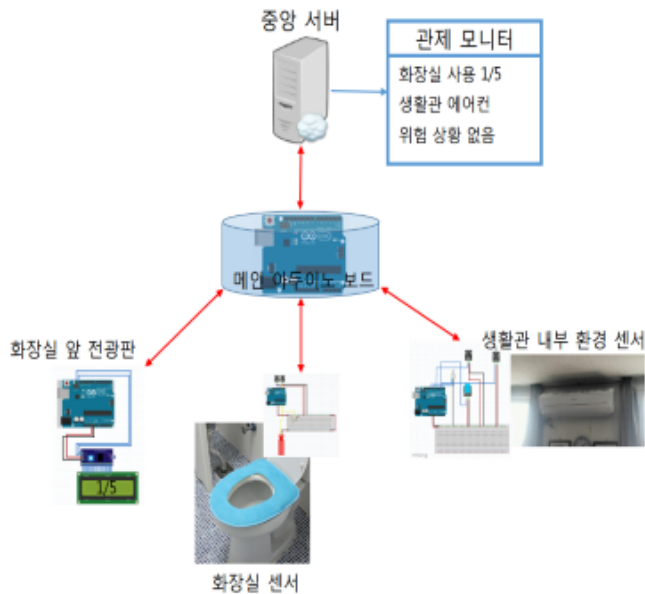 중앙 서버
관제 모니터
화장실 사용 1/5
생활관 에어컨
위험 상황 없음
메인 아두이노 보드
화장실 앞 전광판
생활관 내부 환경 센서
1/5
화장실 센서